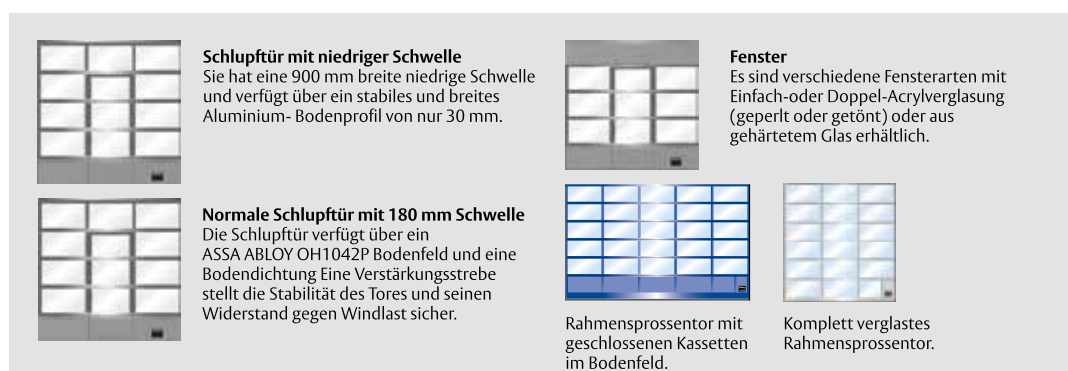 Schlupftür mit niedriger Schwelle
Sie hat eine 900 mm breite niedrige Schwelle
und verfügt über ein stabiles und breites
Aluminium- Bodenprofil von nur 30 mm.
Normale Schlupftür mit 180 mm Schwelle
Die Schlupftür verfügt über ein
ASSA ABLOY OH1042P Bodenfeld und eine
Bodendichtung Eine Verstärkungsstrebe
stellt die Stabilität des Tores und seinen
Widerstand gegen Windlast sicher.
Fenster
Es sind verschiedene Fensterarten mit
Einfach-oder Doppel-Acrylverglasung
(geperlt oder getönt) oder aus
gehärtetem Glas erhältlich.
Rahmensprossentor mit
geschlossenen Kassetten
im Bodenfeld.
Komplett verglastes
Rahmensprossentor.